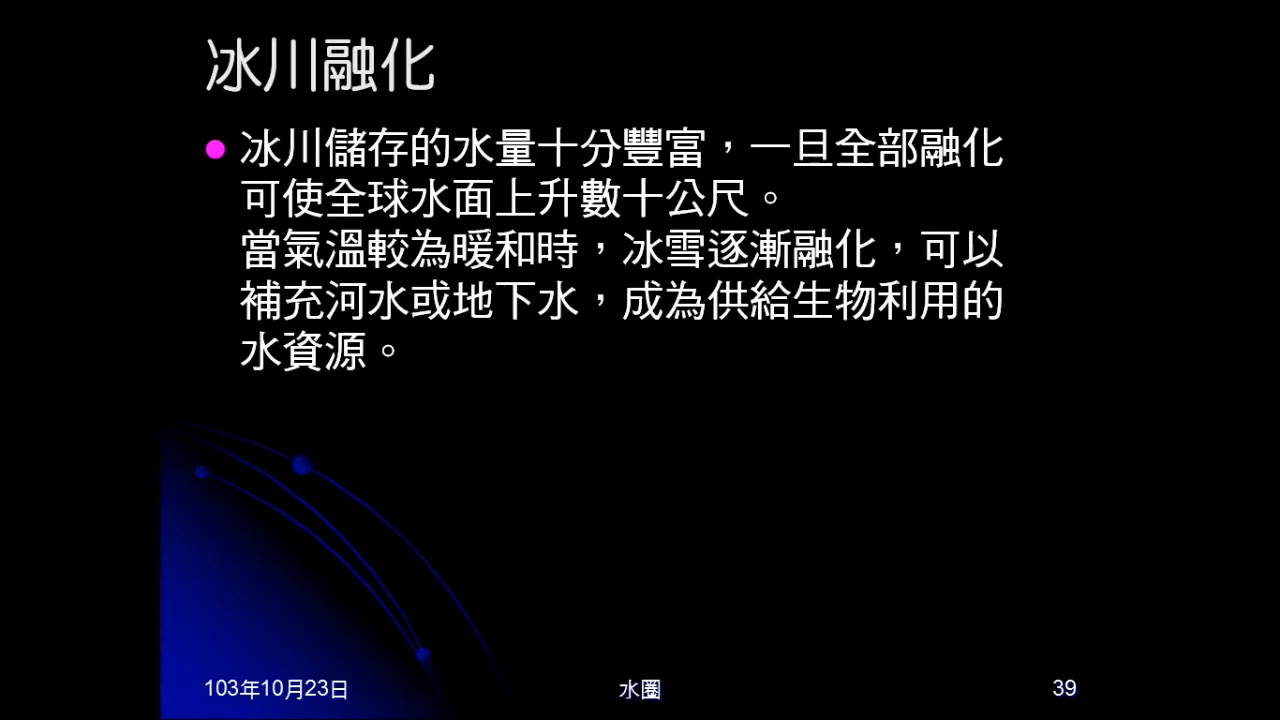 冰川融化
冰川儲存的水量十分豐富，一旦全部融化
可使全球水面上升數十公尺。
當氣溫較為暖和時，冰雪逐漸融化，可以
補充河水或地下水，成為供給生物利用的
水資源。
103年10月23日
水圈
39